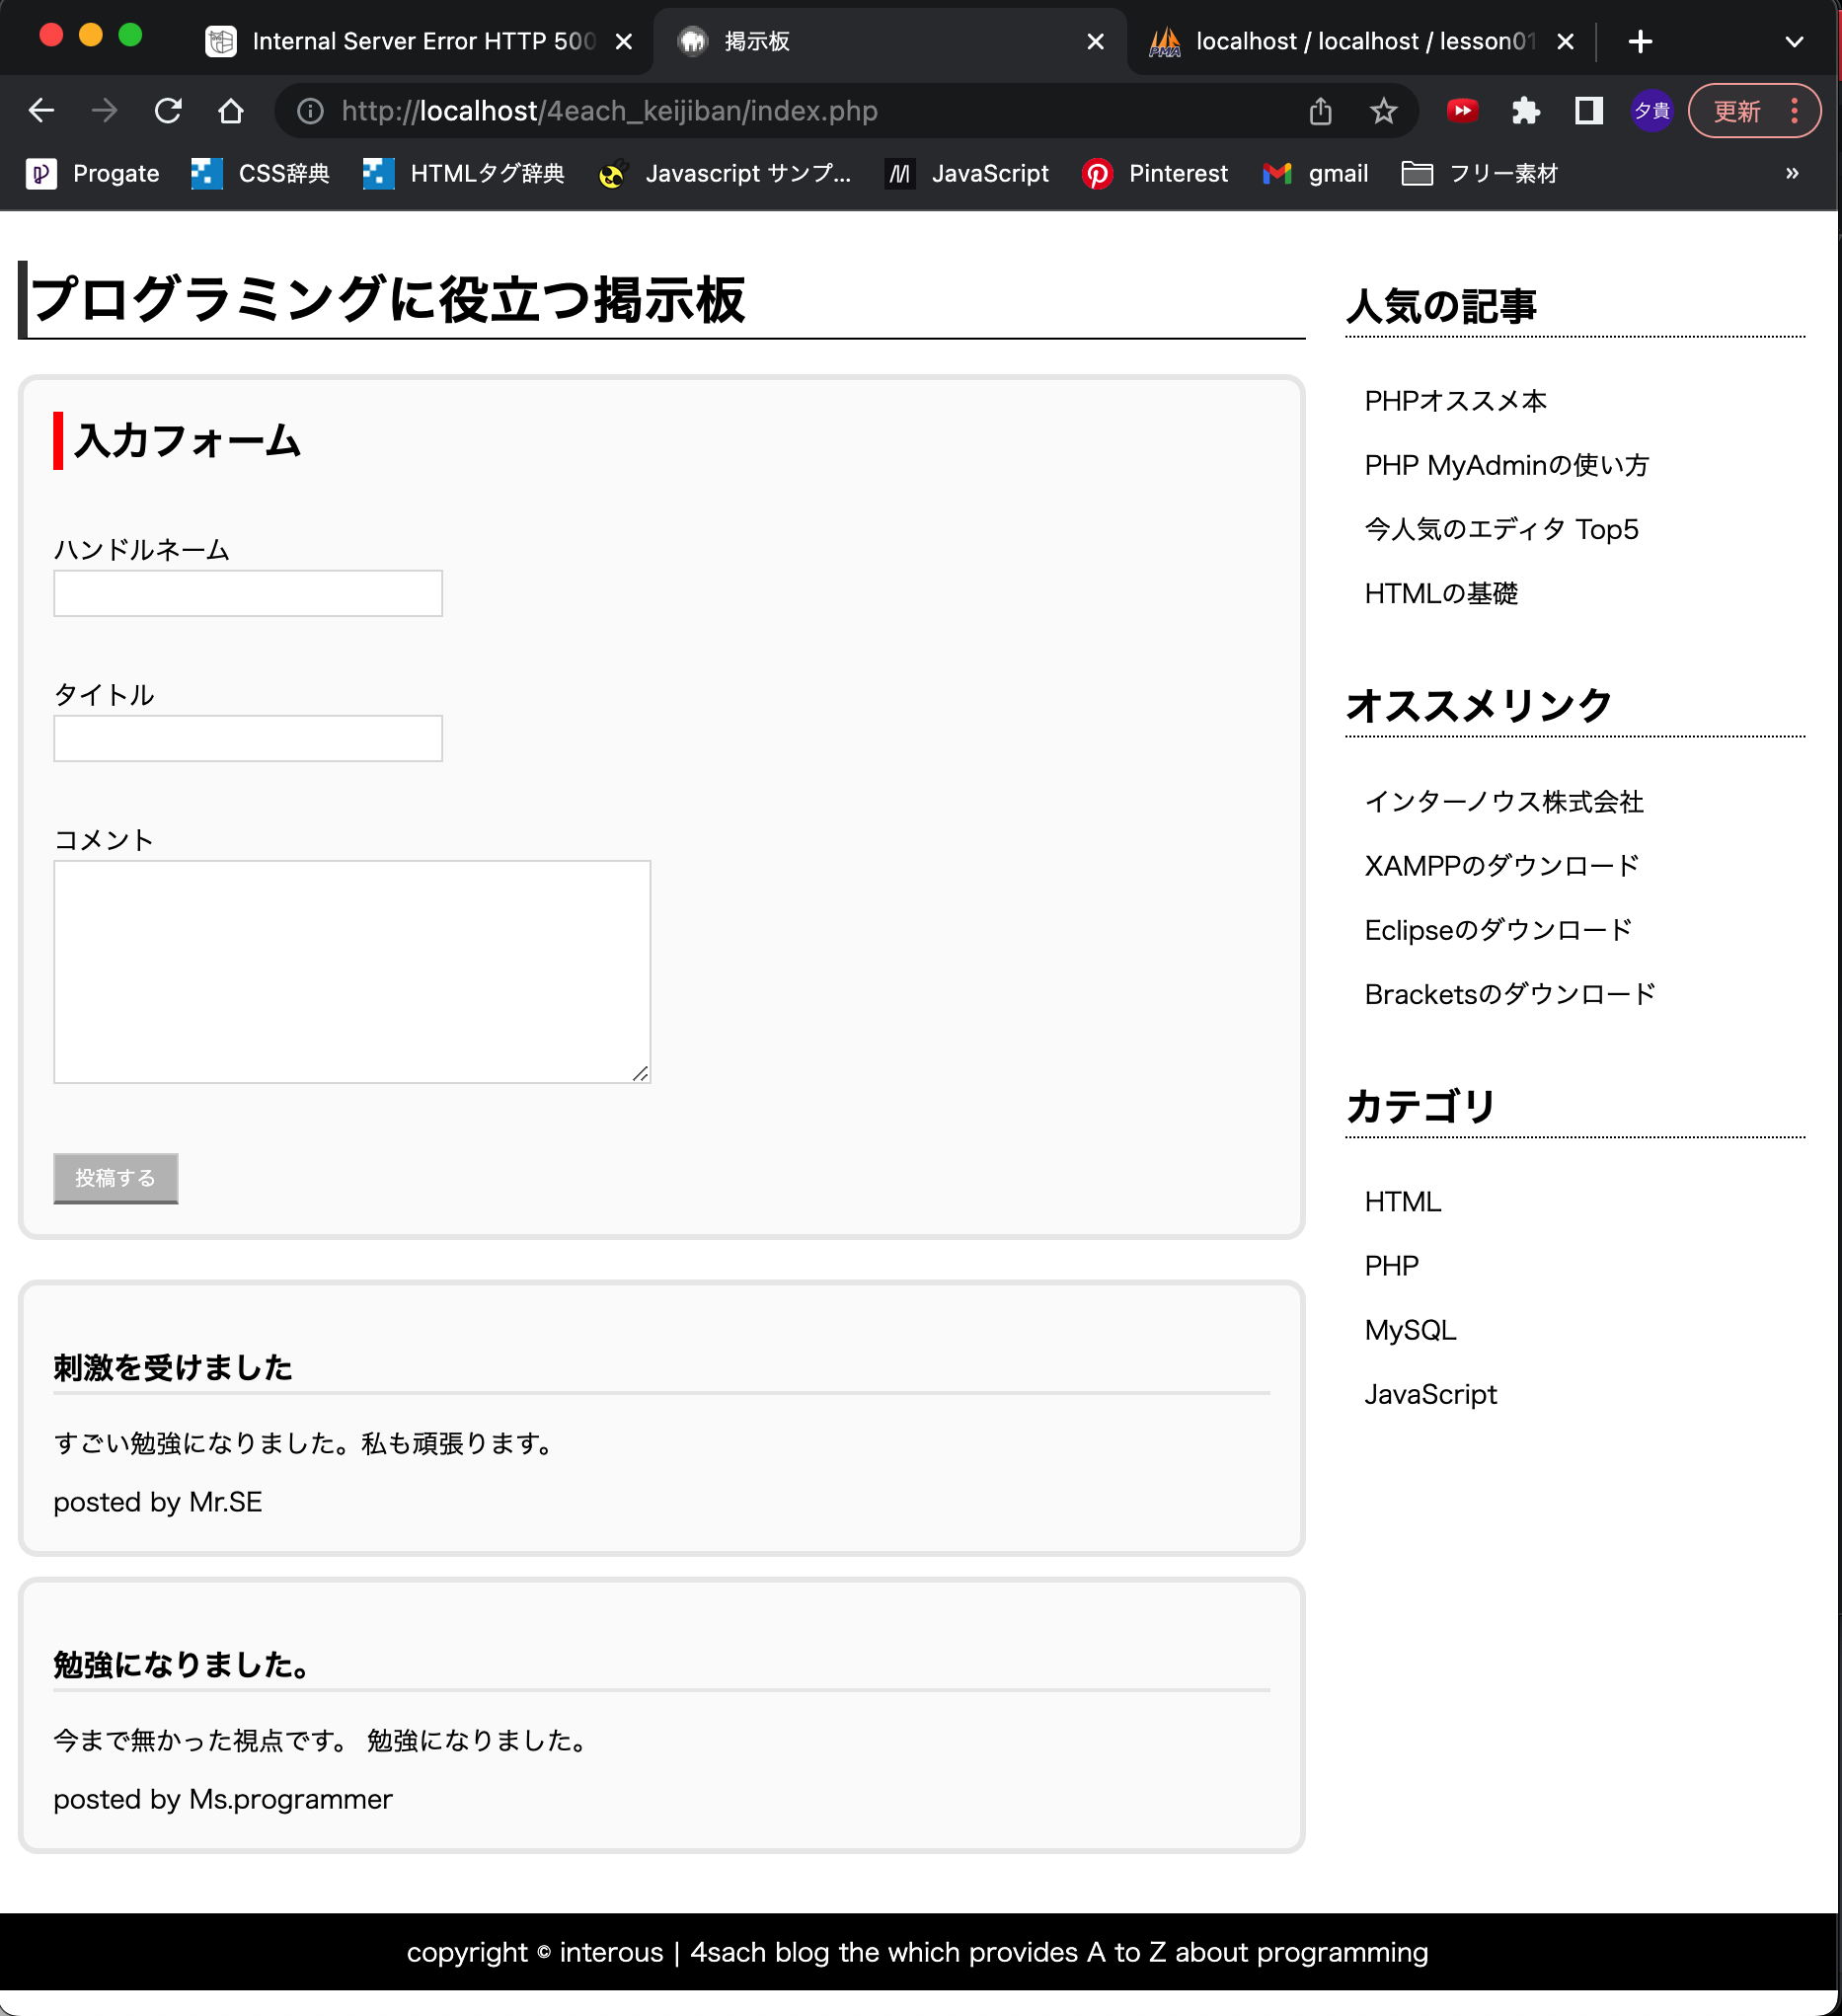 Internal Server Error HTTP 500
掲示板
localhost / localhost / lesson01
http://localhost/4each_keijiban/index.php
夕貴
更新
Progate
CSS辞典
HTMLタグ辞典
Javascript サンプ...
JavaScript
Pinterest
gmail
フリー素材
»
プログラミングに役立つ掲示板
入力フォーム
ハンドルネーム
タイトル
コメント
投稿する
刺激を受けました
すごい勉強になりました。私も頑張ります。
posted by Mr.SE
勉強になりました。
今まで無かった視点です。 勉強になりました。
posted by Ms.programmer
人気の記事
PHPオススメ本
PHP MyAdminの使い方
今人気のエディタ Top5
HTMLの基礎
オススメリンク
インターノウス株式会社
XAMPPのダウンロード
Eclipseのダウンロード
Bracketsのダウンロード
カテゴリ
HTML
PHP
MySQL
JavaScript
copyright © interous | 4sach blog the which provides A to Z about programming